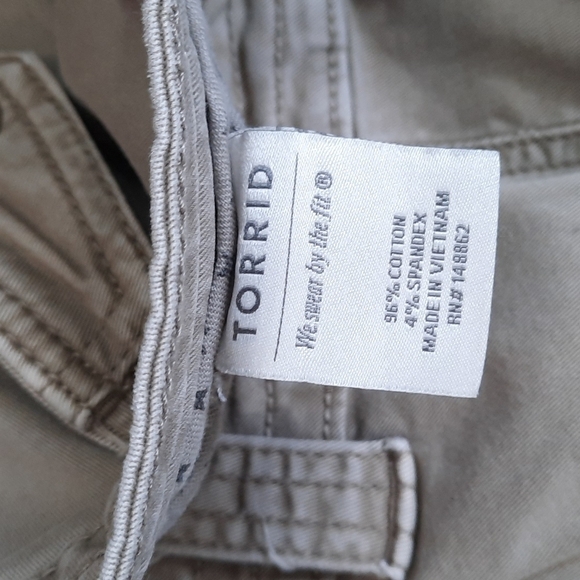 TORRID
We swear by the fit ®
96% COTTON
4% SPANDEX
MADE IN VIETNAM
RN# 148862